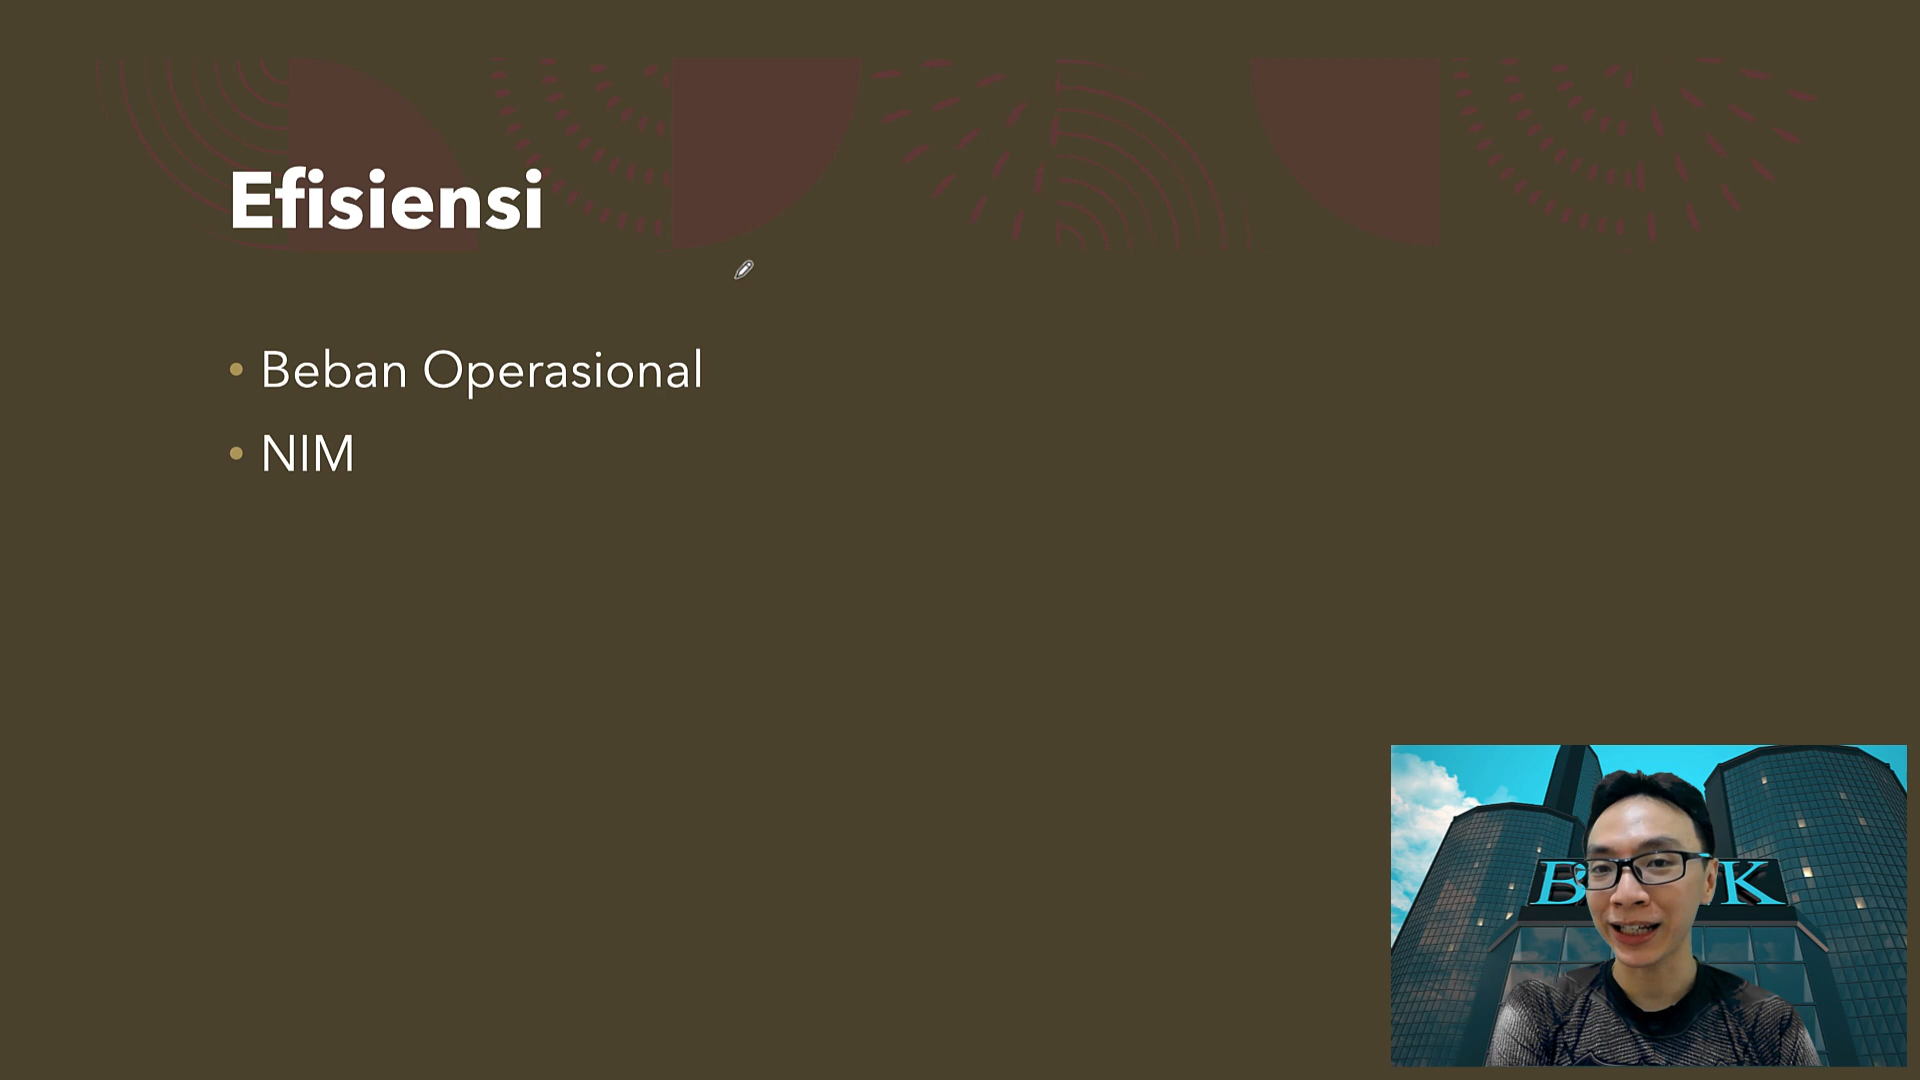 Efisiensi
• Beban Operasional
• NIM
B K